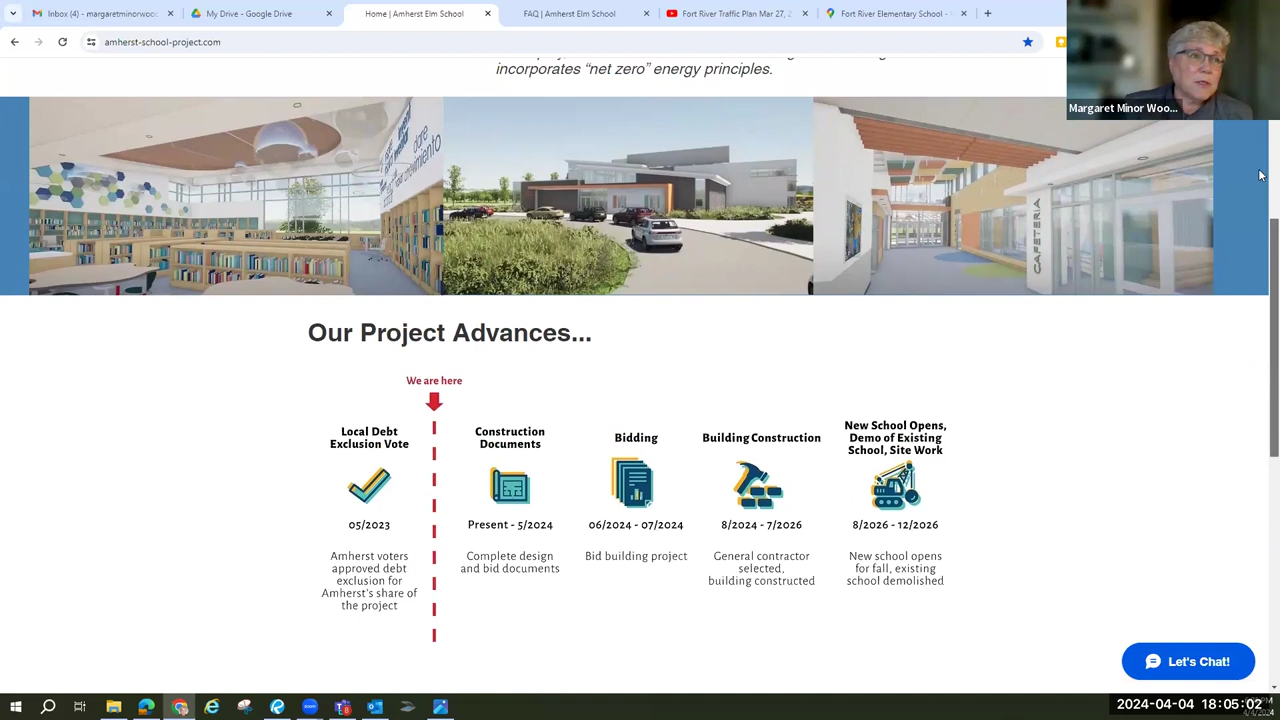 Inbox (4) - margaretminorwoo
My Drive - Google Drive
Home | Amherst Elm School
FAQ | Amherst Elm School
Fort River Traffic Plan Mar 27, 2
Fort River Elementary School -
amherst-school-project.com
incorporates “net zero” energy principles.
Margaret Minor Woo...
CAFETERIA
Our Project Advances...
We are here
Local Debt
Exclusion Vote
05/2023
Amherst voters
approved debt
exclusion for
Amherst's share of
the project
Construction
Documents
Present - 5/2024
Complete design
and bid documents
Bidding
06/2024 - 07/2024
Bid building project
Building Construction
8/2024 - 7/2026
General contractor
selected,
building constructed
New School Opens,
Demo of Existing
School, Site Work
8/2026 - 12/2026
New school opens
for fall, existing
school demolished
Let's Chat!
2024-04-04 18:05:02